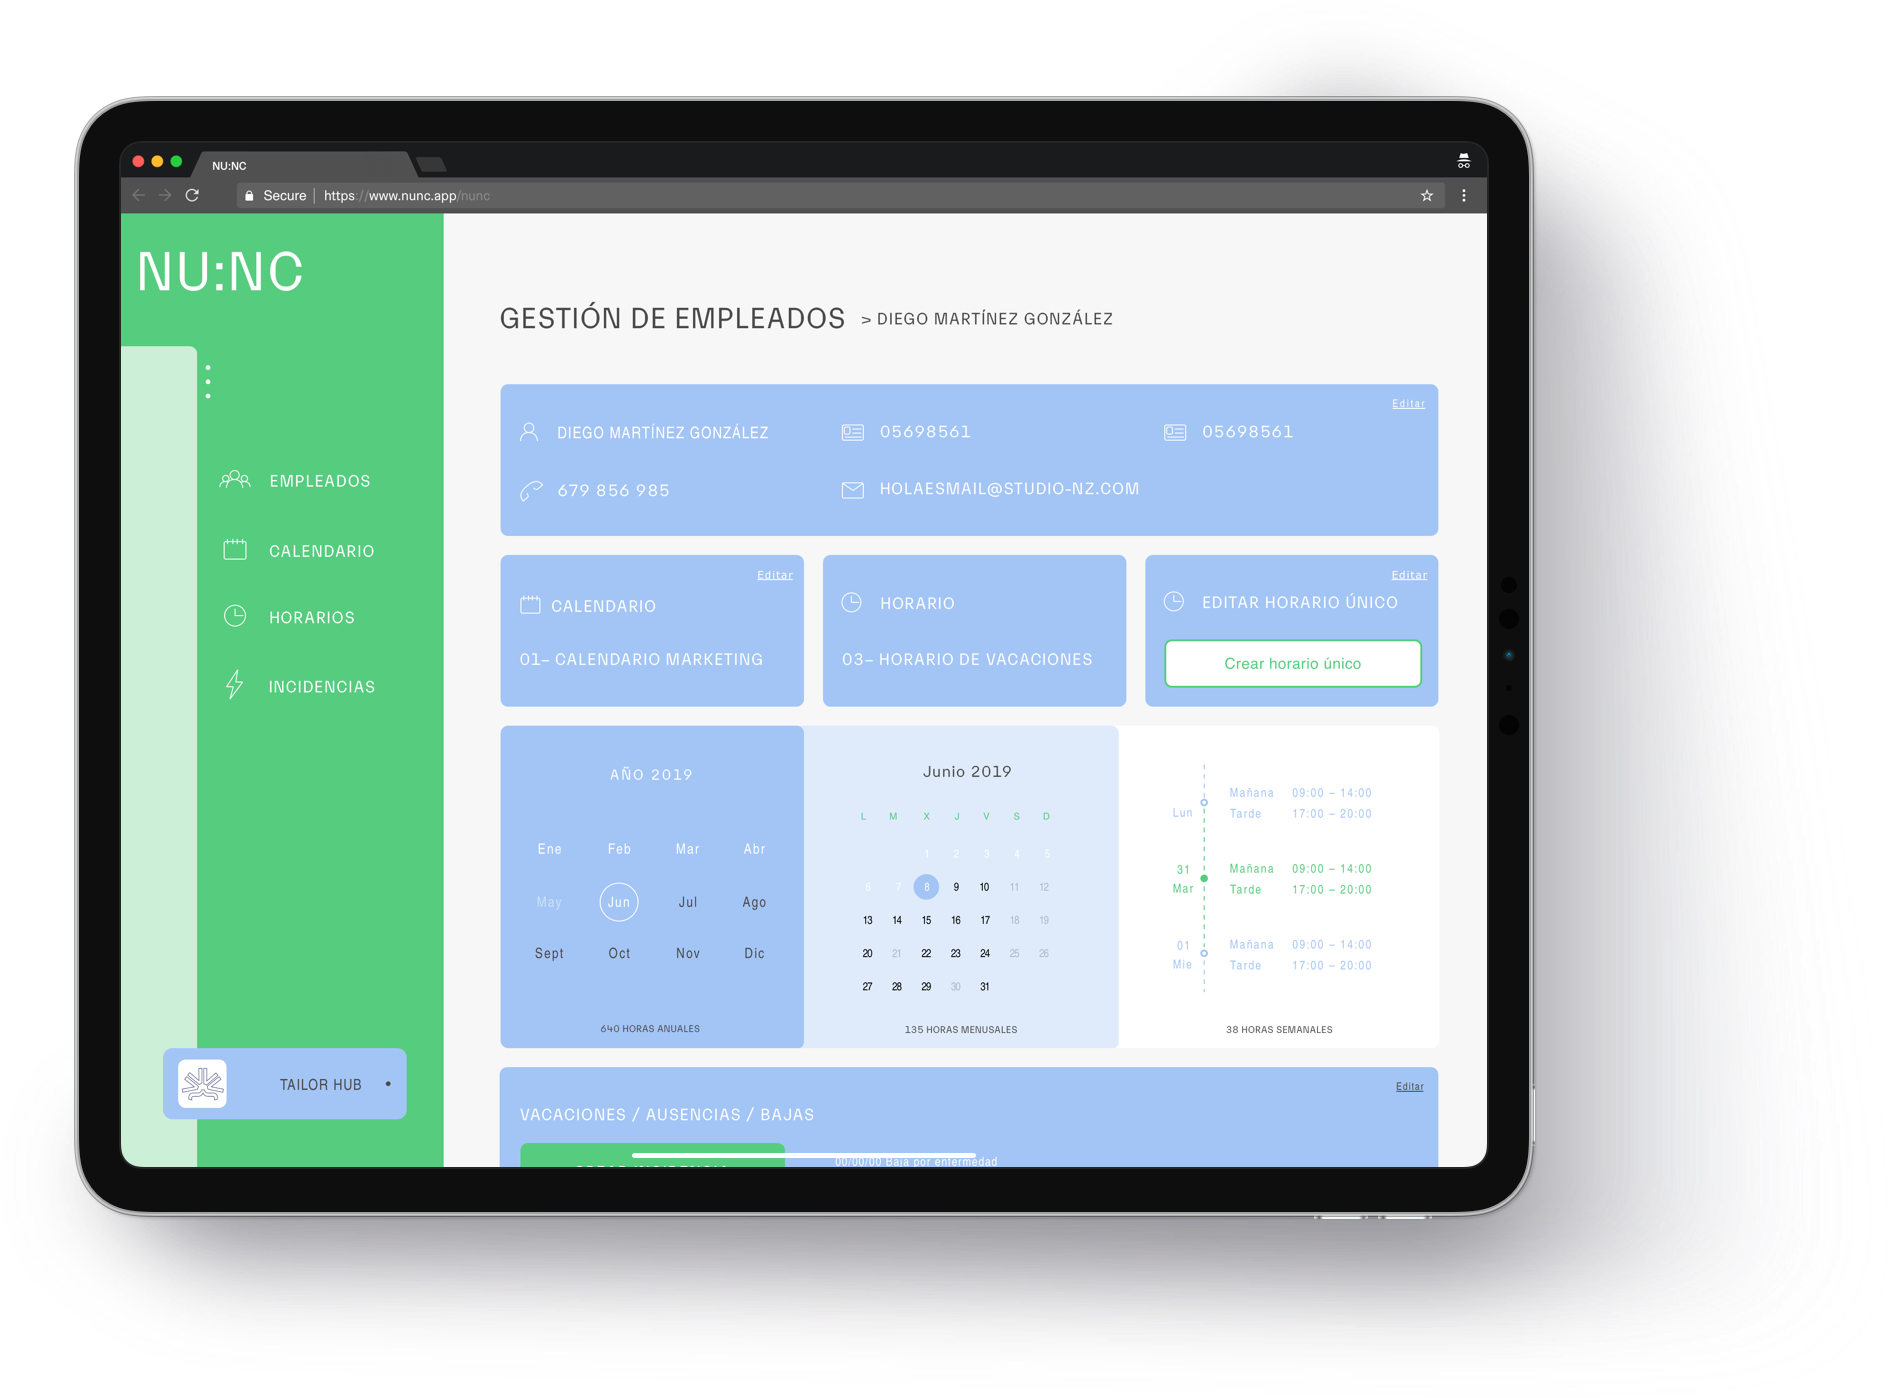 NU:NC
Secure
https://www.nunc.app/nunc
NU:NC
EMPLEADOS
CALENDARIO
HORARIOS
INCIDENCIAS
TAILOR HUB
GESTIÓN DE EMPLEADOS > DIEGO MARTÍNEZ GONZÁLEZ
Editar
DIEGO MARTÍNEZ GONZÁLEZ
05698561
05698561
679 856 985
HOLAESMAIL@STUDIO-NZ.COM
Editar
CALENDARIO
01– CALENDARIO MARKETING
HORARIO
03– HORARIO DE VACACIONES
Editar
EDITAR HORARIO ÚNICO
Crear horario único
AÑO 2019
Ene Feb Mar Abr
May Jun Jul Ago
Sept Oct Nov Dic
640 HORAS ANUALES
Junio 2019
L M X J V S D
1 2 3 4 5
6 7 8 9 10 11 12
13 14 15 16 17 18 19
20 21 22 23 24 25 26
27 28 29 30 31
135 HORAS MENUSALES
Lun
Mañana 09:00 – 14:00
Tarde 17:00 – 20:00
31 Mar
Mañana 09:00 – 14:00
Tarde 17:00 – 20:00
01 Mie
Mañana 09:00 – 14:00
Tarde 17:00 – 20:00
38 HORAS SEMANALES
Editar
VACACIONES / AUSENCIAS / BAJAS
CREAR INCIDENCIA
00/00/00 Baja por enfermedad